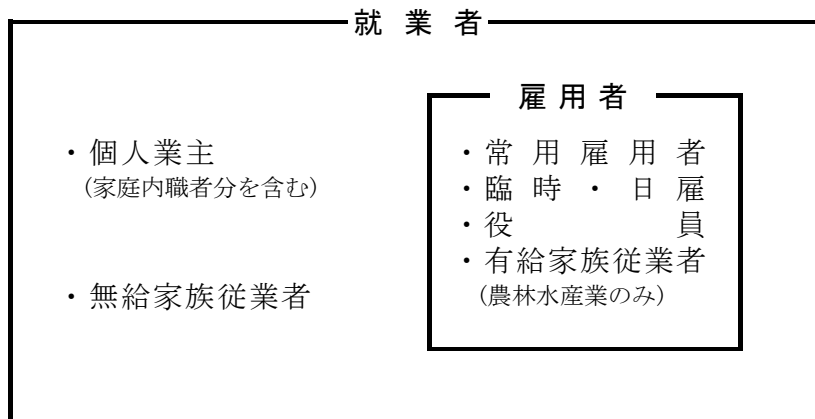 就業者
・個人業主
(家庭内職者分を含む)
・無給家族従業者
雇用者
・常用雇用者
・臨時・日雇
・役員
・有給家族従業者
(農林水産業のみ)